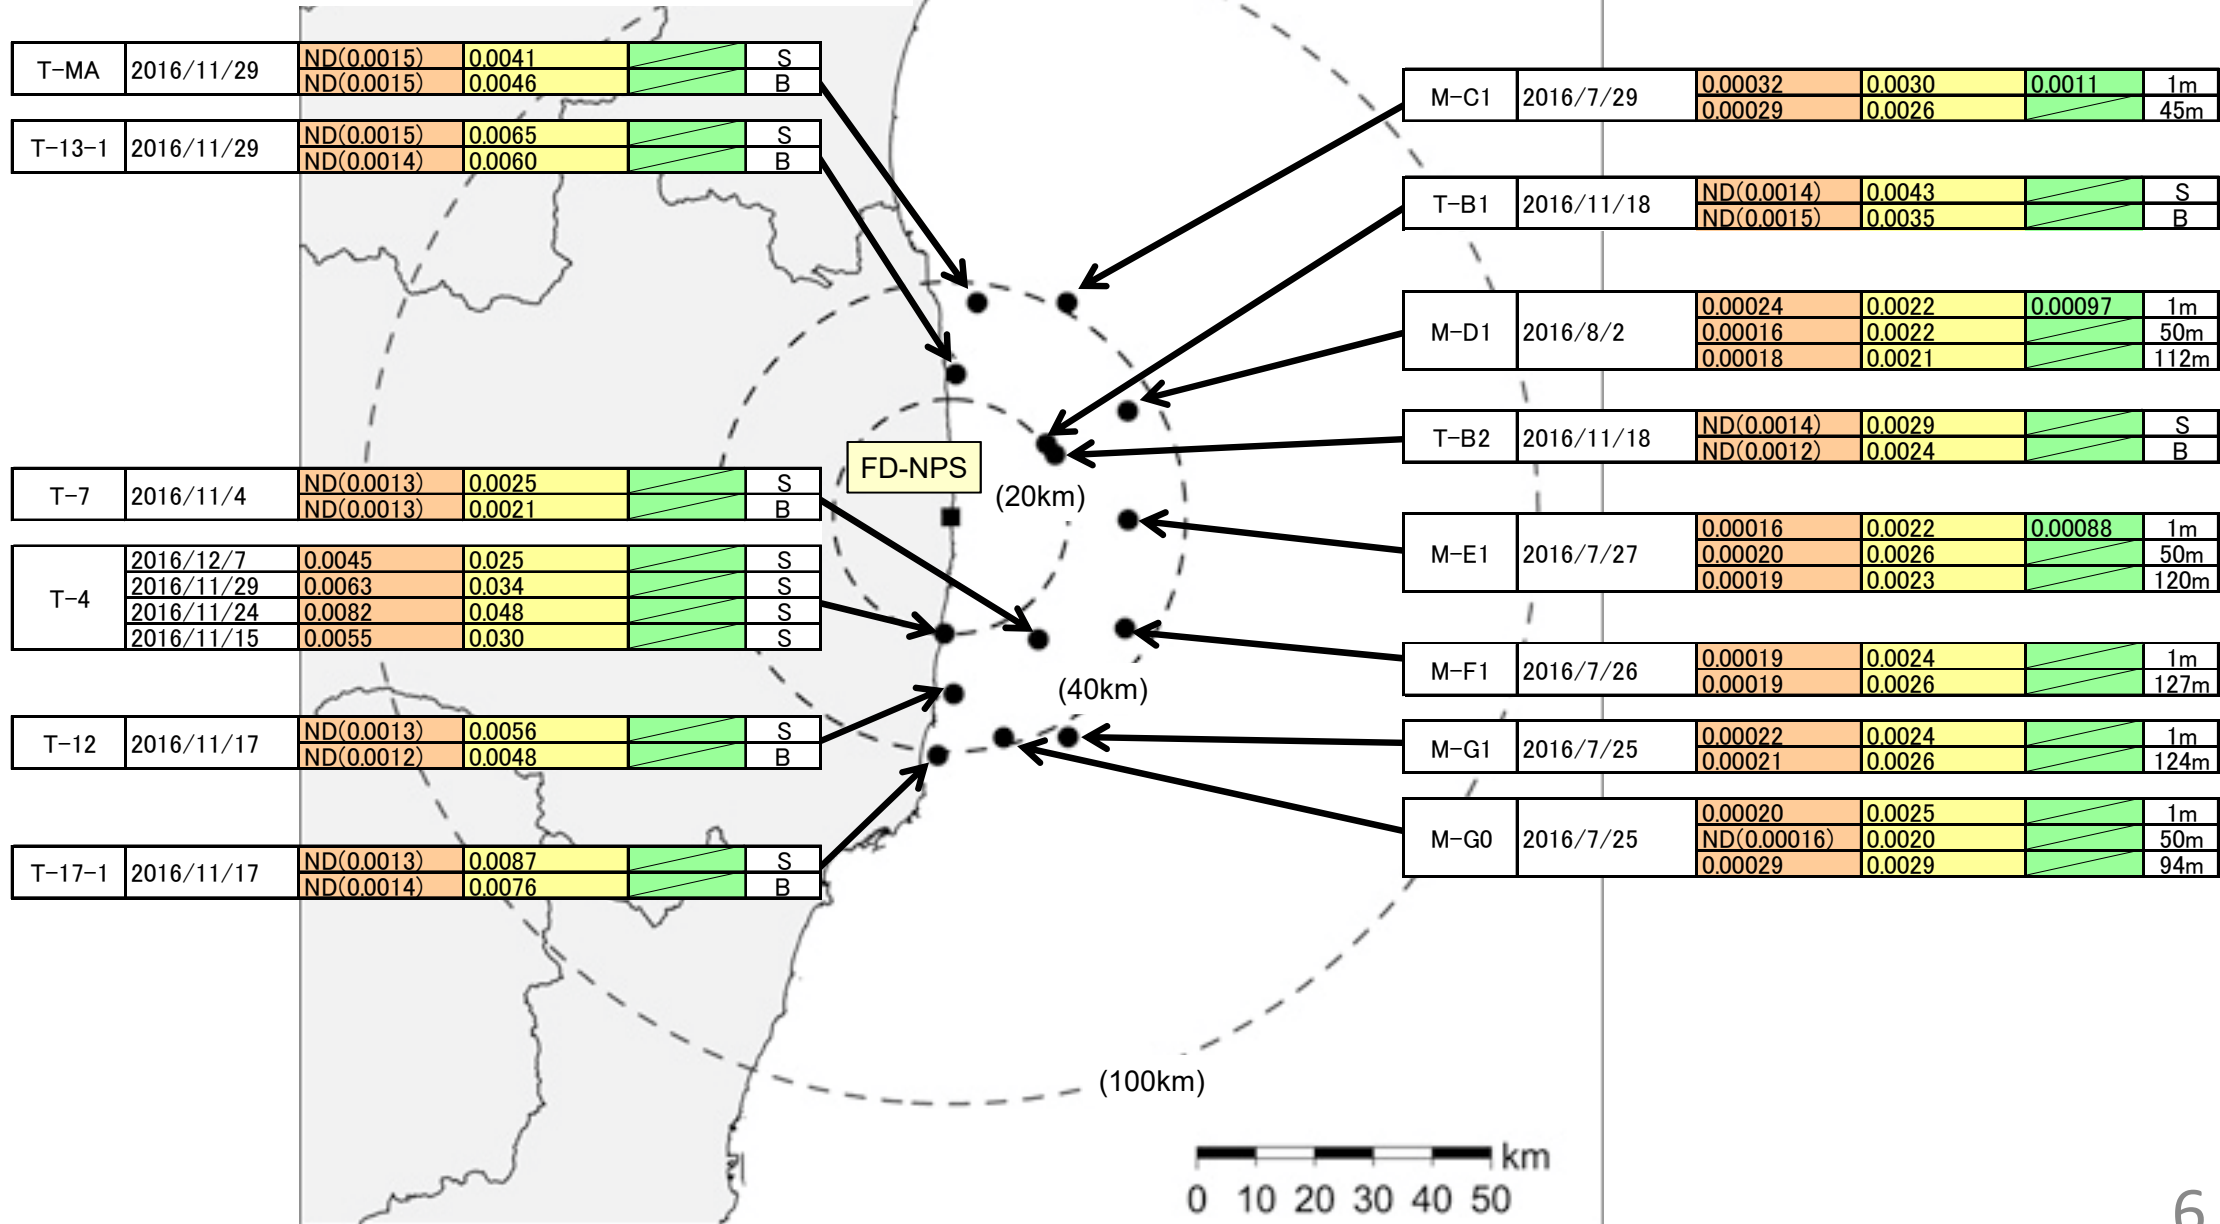 T-MA 2016/11/29 ND(0.0015) 0.0041 S
ND(0.0015) 0.0046 B
T-13-1 2016/11/29 ND(0.0015) 0.0065 S
ND(0.0014) 0.0060 B
T-7 2016/11/4 ND(0.0013) 0.0025 S
ND(0.0013) 0.0021 B
T-4 2016/12/7 0.0045 0.025 S
2016/11/29 0.0063 0.034 S
2016/11/24 0.0082 0.048 S
2016/11/15 0.0055 0.030 S
T-12 2016/11/17 ND(0.0013) 0.0056 S
ND(0.0012) 0.0048 B
T-17-1 2016/11/17 ND(0.0013) 0.0087 S
ND(0.0014) 0.0076 B
FD-NPS
(20km)
(40km)
(100km)
M-C1 2016/7/29 0.00032 0.0030 0.0011 1m
0.00029 0.0026 45m
T-B1 2016/11/18 ND(0.0014) 0.0043 S
ND(0.0015) 0.0035 B
M-D1 2016/8/2 0.00024 0.0022 0.00097 1m
0.00016 0.0022 50m
0.00018 0.0021 112m
T-B2 2016/11/18 ND(0.0014) 0.0029 S
ND(0.0012) 0.0024 B
M-E1 2016/7/27 0.00016 0.0022 0.00088 1m
0.00020 0.0026 50m
0.00019 0.0023 120m
M-F1 2016/7/26 0.00019 0.0024 1m
0.00019 0.0026 127m
M-G1 2016/7/25 0.00022 0.0024 1m
0.00021 0.0026 124m
M-G0 2016/7/25 0.00020 0.0025 1m
ND(0.00016) 0.0020 50m
0.00029 0.0029 94m
km
0 10 20 30 40 50
6